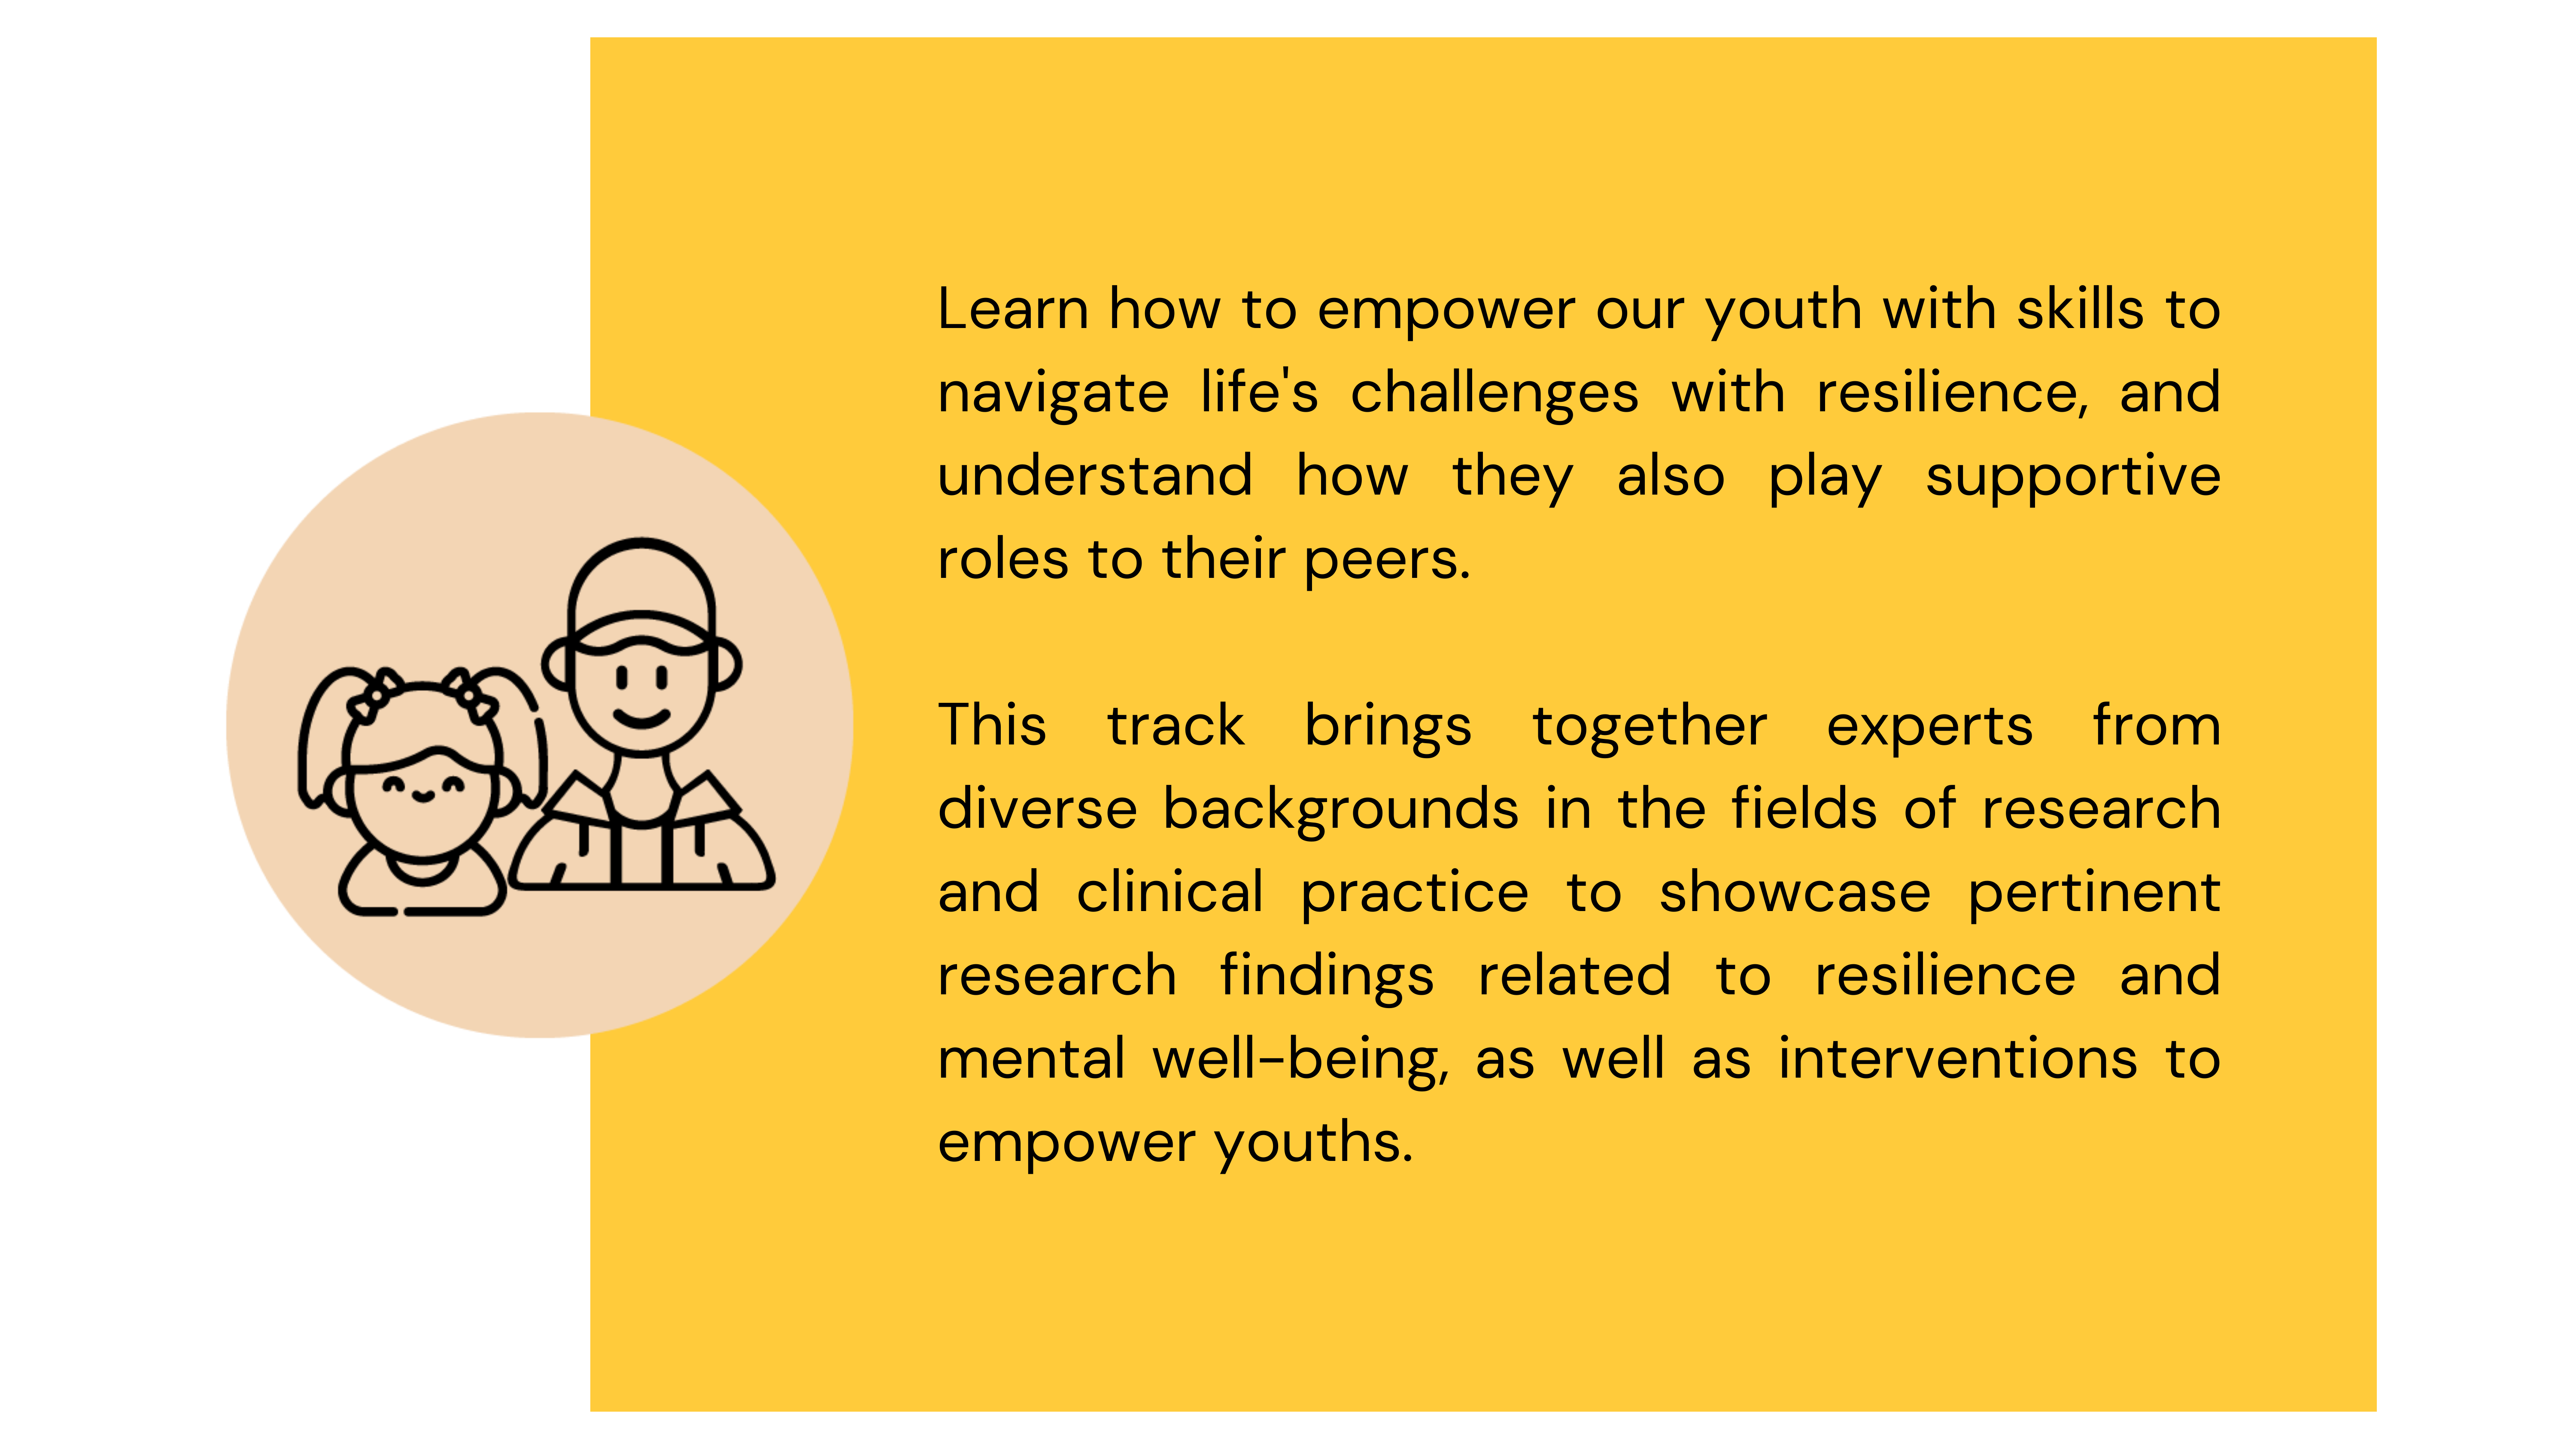 Learn how to empower our youth with skills to
navigate life's challenges with resilience, and
understand how they also play supportive
roles to their peers.
This track brings together experts from
diverse backgrounds in the fields of research
and clinical practice to showcase pertinent
research findings related to resilience and
mental well-being, as well as interventions to
empower youths.